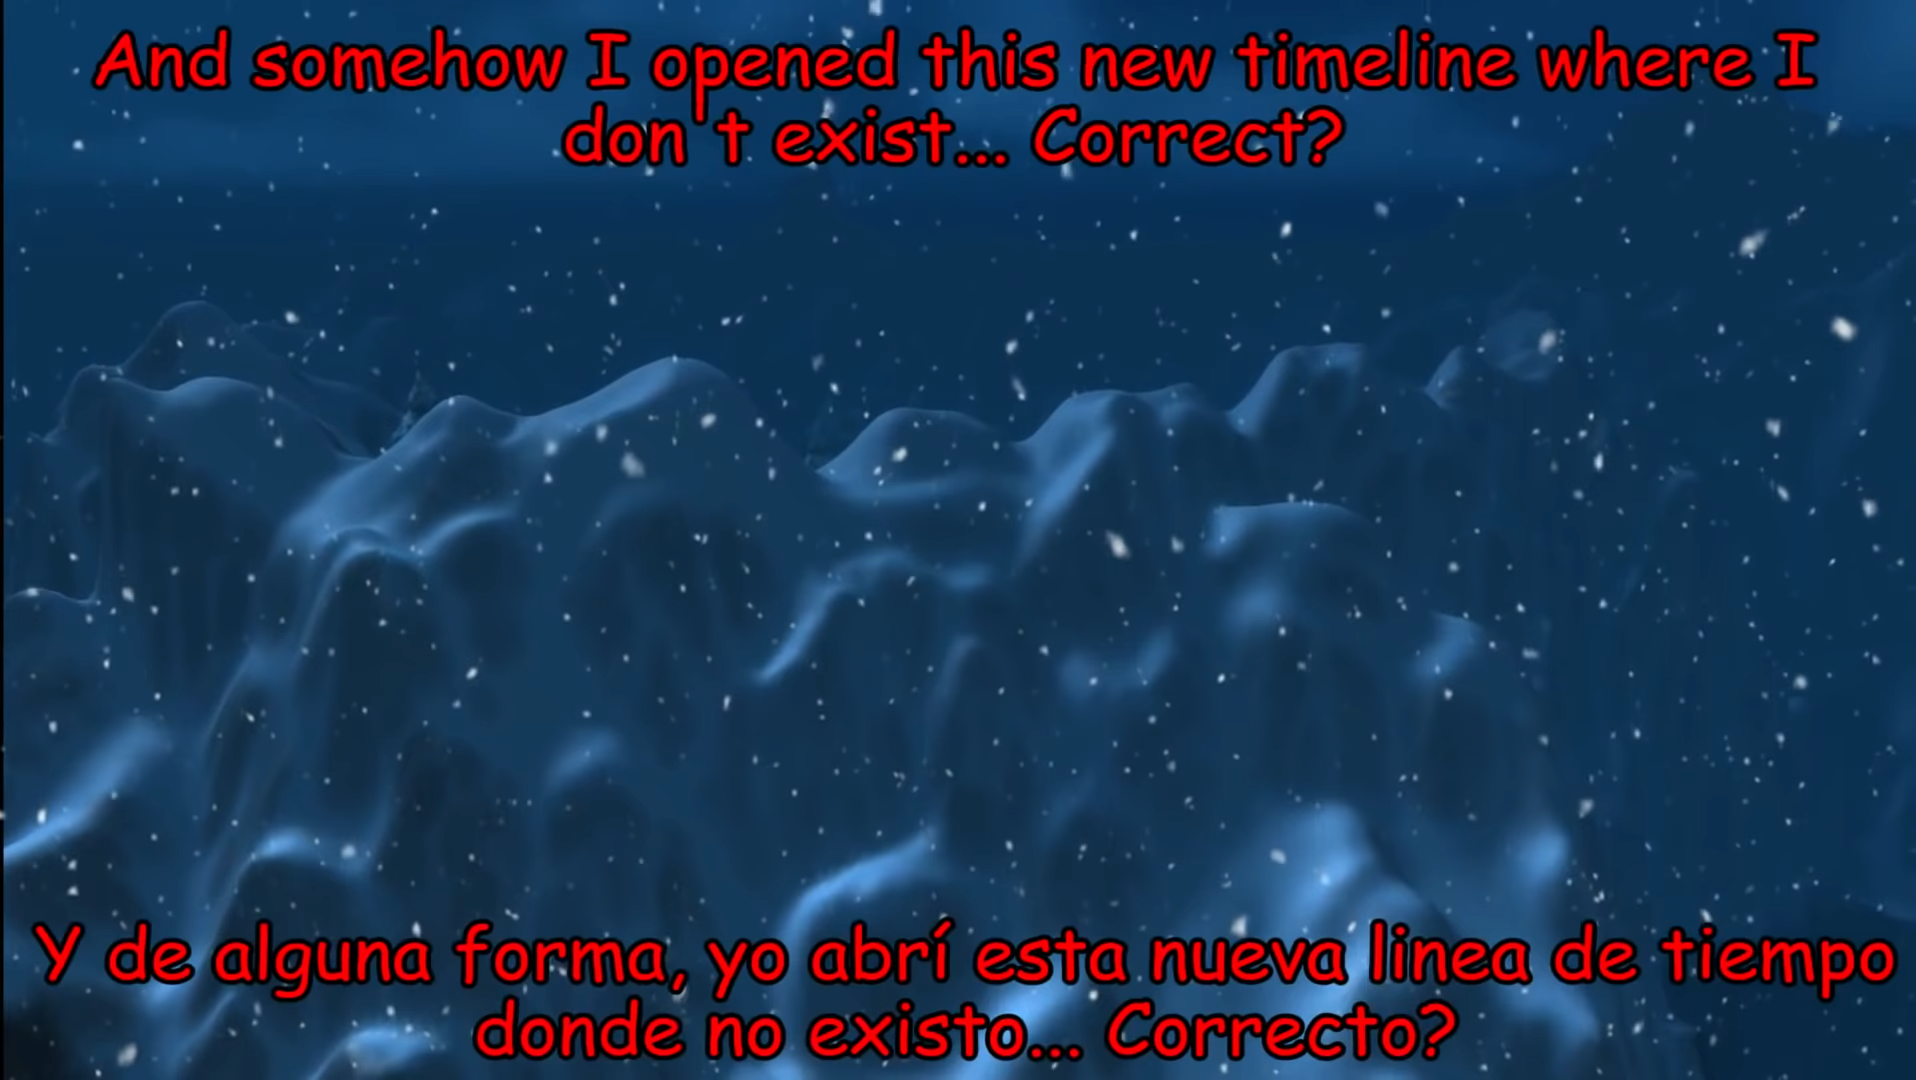 And somehow I opened this new timeline where I
don't exist... Correct?
Y de alguna forma, yo abrí esta nueva linea de tiempo
donde no existo... Correcto?